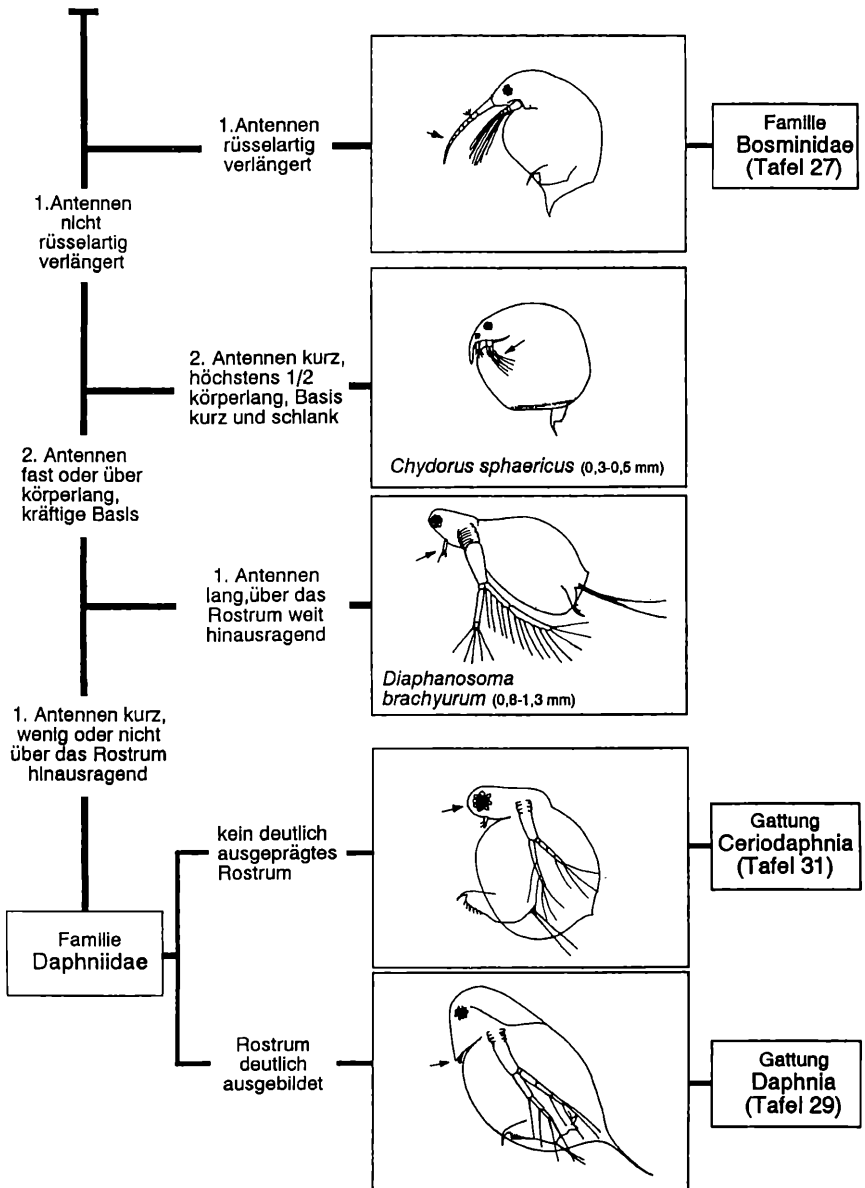 1.Antennen
rüsselartig
verlängert
Familie
Bosminidae
(Tafel 27)
1.Antennen
nicht
rüsselartig
verlängert
2. Antennen kurz,
höchstens 1/2
körperlang, Basis
kurz und schlank
Chydorus sphaericus (0,3-0,5 mm)
2. Antennen
fast oder über
körperlang,
kräftige Basis
1. Antennen
lang,über das
Rostrum weit
hinausragend
Diaphanosoma
brachyurum (0,8-1,3 mm)
1. Antennen kurz,
wenig oder nicht
über das Rostrum
hinausragend
kein deutlich
ausgeprägtes
Rostrum
Gattung
Ceriodaphnia
(Tafel 31)
Familie
Daphniidae
Rostrum
deutlich
ausgebildet
Gattung
Daphnia
(Tafel 29)